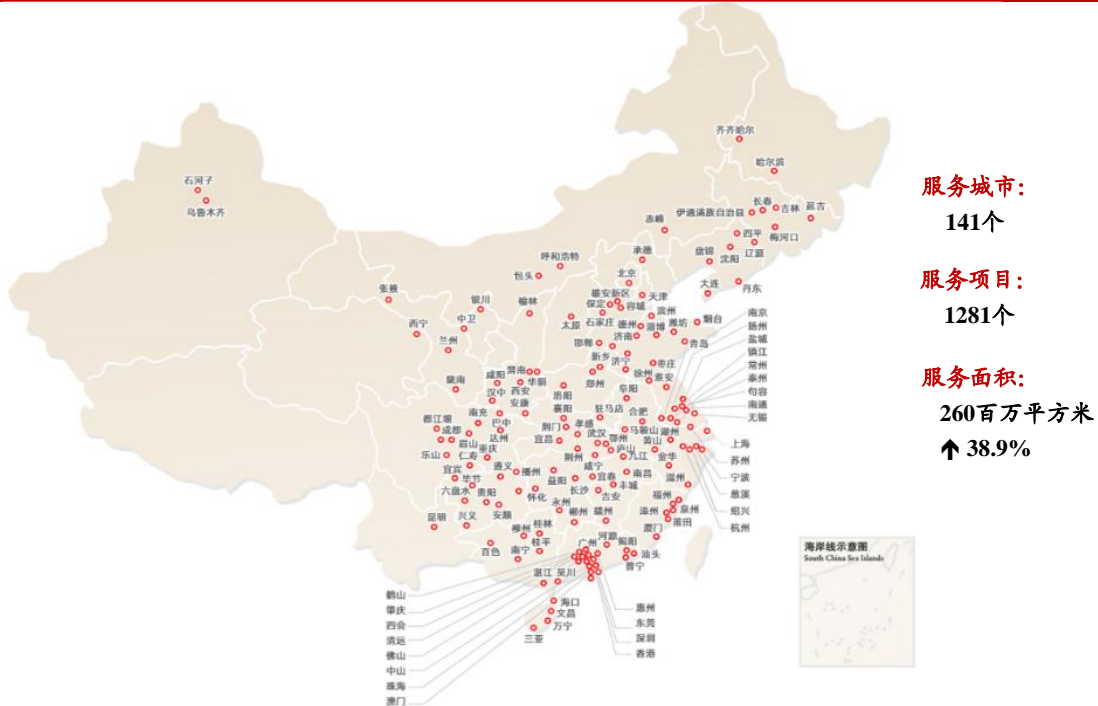 齐齐哈尔
哈尔滨
石河子
乌鲁木齐
长春
吉林
延吉
伊通满族自治县
赤峰
四平
梅河口
辽源
沈阳
盘锦
承德
呼和浩特
包头
北京
大连
丹东
张掖
银川
榆林
雄安新区
保定
容城
天津
滨州
石家庄
太原
德州
淄博
潍坊
烟台
青岛
西宁
中卫
兰州
邯郸
济南
新乡
济宁
枣庄
郑州
徐州
淮安
陇南
咸阳
渭南
华阴
西安
汉中
安康
洛阳
阜阳
襄阳
驻马店
合肥
都江堰
成都
南充
巴中
达州
荆门
孝感
武汉
鄂州
马鞍山
湖州
黄山
宜昌
眉山
重庆
乐山
仁寿
荆州
庐山
九江
金华
宜宾
毕节
遵义
播州
益阳
咸宁
宜春
南昌
丰城
温州
六盘水
贵阳
怀化
长沙
吉安
福州
永州
泉州
安顺
昆明
兴义
郴州
赣州
漳州
莆田
柳州
桂林
河源
厦门
百色
南宁
桂平
广州
揭阳
汕头
普宁
湛江
吴川
海口
文昌
万宁
三亚
南京
扬州
盐城
镇江
常州
泰州
句容
南通
无锡
上海
苏州
宁波
慈溪
绍兴
杭州
鹤山
肇庆
四会
清远
佛山
中山
珠海
澳门
惠州
东莞
深圳
香港
海岸线示意图
South China Sea Islands
服务城市：
141个
服务项目：
1281个
服务面积：
260百万平方米
↑ 38.9%